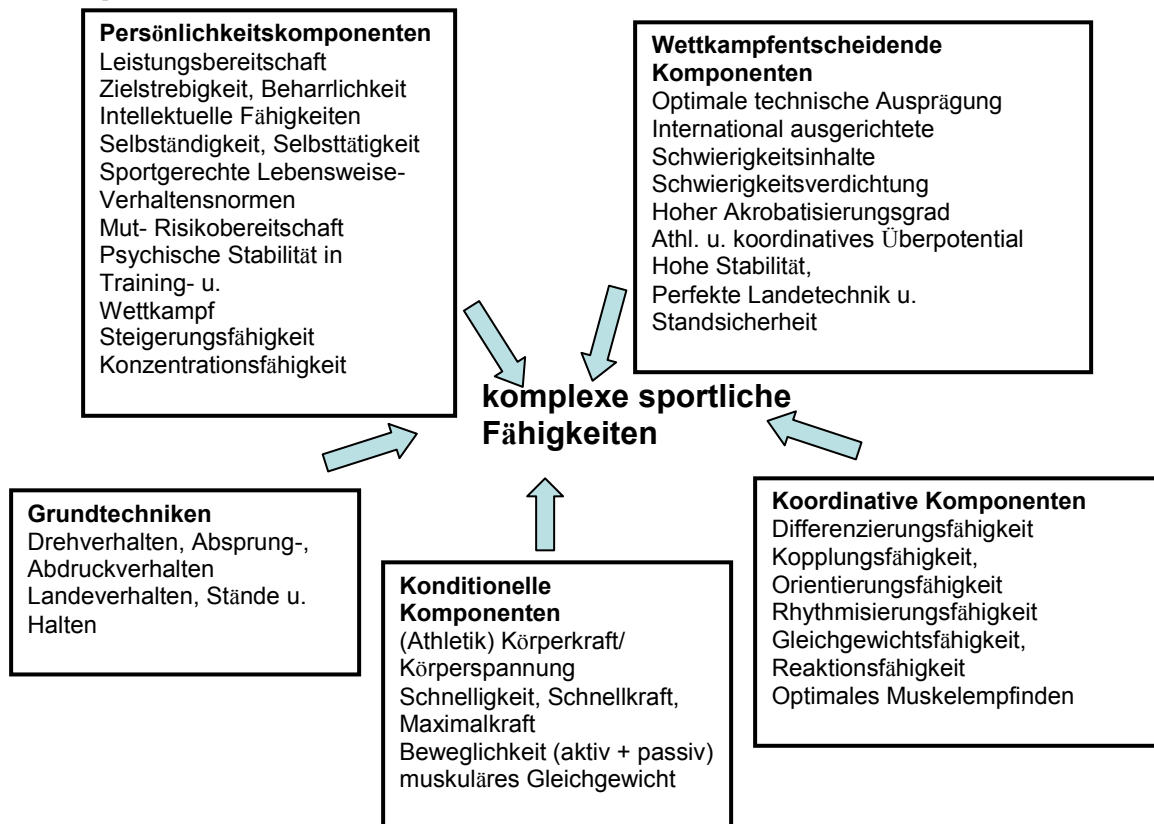 Persönlichkeitskomponenten
Leistungsbereitschaft
Zielstrebigkeit, Beharrlichkeit
Intellektuelle Fähigkeiten
Selbständigkeit, Selbsttätigkeit
Sportgerechte Lebensweise-
Verhaltensnormen
Mut- Risikobereitschaft
Psychische Stabilität in
Training- u.
Wettkampf
Steigerungsfähigkeit
Konzentrationsfähigkeit
Wettkampfentscheidende
Komponenten
Optimale technische Ausprägung
International ausgerichtete
Schwierigkeitsinhalte
Schwierigkeitsverdichtung
Hoher Akrobatisierungsgrad
Athl. u. koordinatives Überpotential
Hohe Stabilität,
Perfekte Landetechnik u.
Standsicherheit
komplexe sportliche
Fähigkeiten
Grundtechniken
Drehverhalten, Absprung-,
Abdruckverhalten
Landeverhalten, Stände u.
Halten
Konditionelle
Komponenten
(Athletik) Körperkraft/
Körperspannung
Schnelligkeit, Schnellkraft,
Maximalkraft
Beweglichkeit (aktiv + passiv)
muskuläres Gleichgewicht
Koordinative Komponenten
Differenzierungsfähigkeit
Kopplungsfähigkeit,
Orientierungsfähigkeit
Rhythmisierungsfähigkeit
Gleichgewichtsfähigkeit,
Reaktionsfähigkeit
Optimales Muskelempfinden